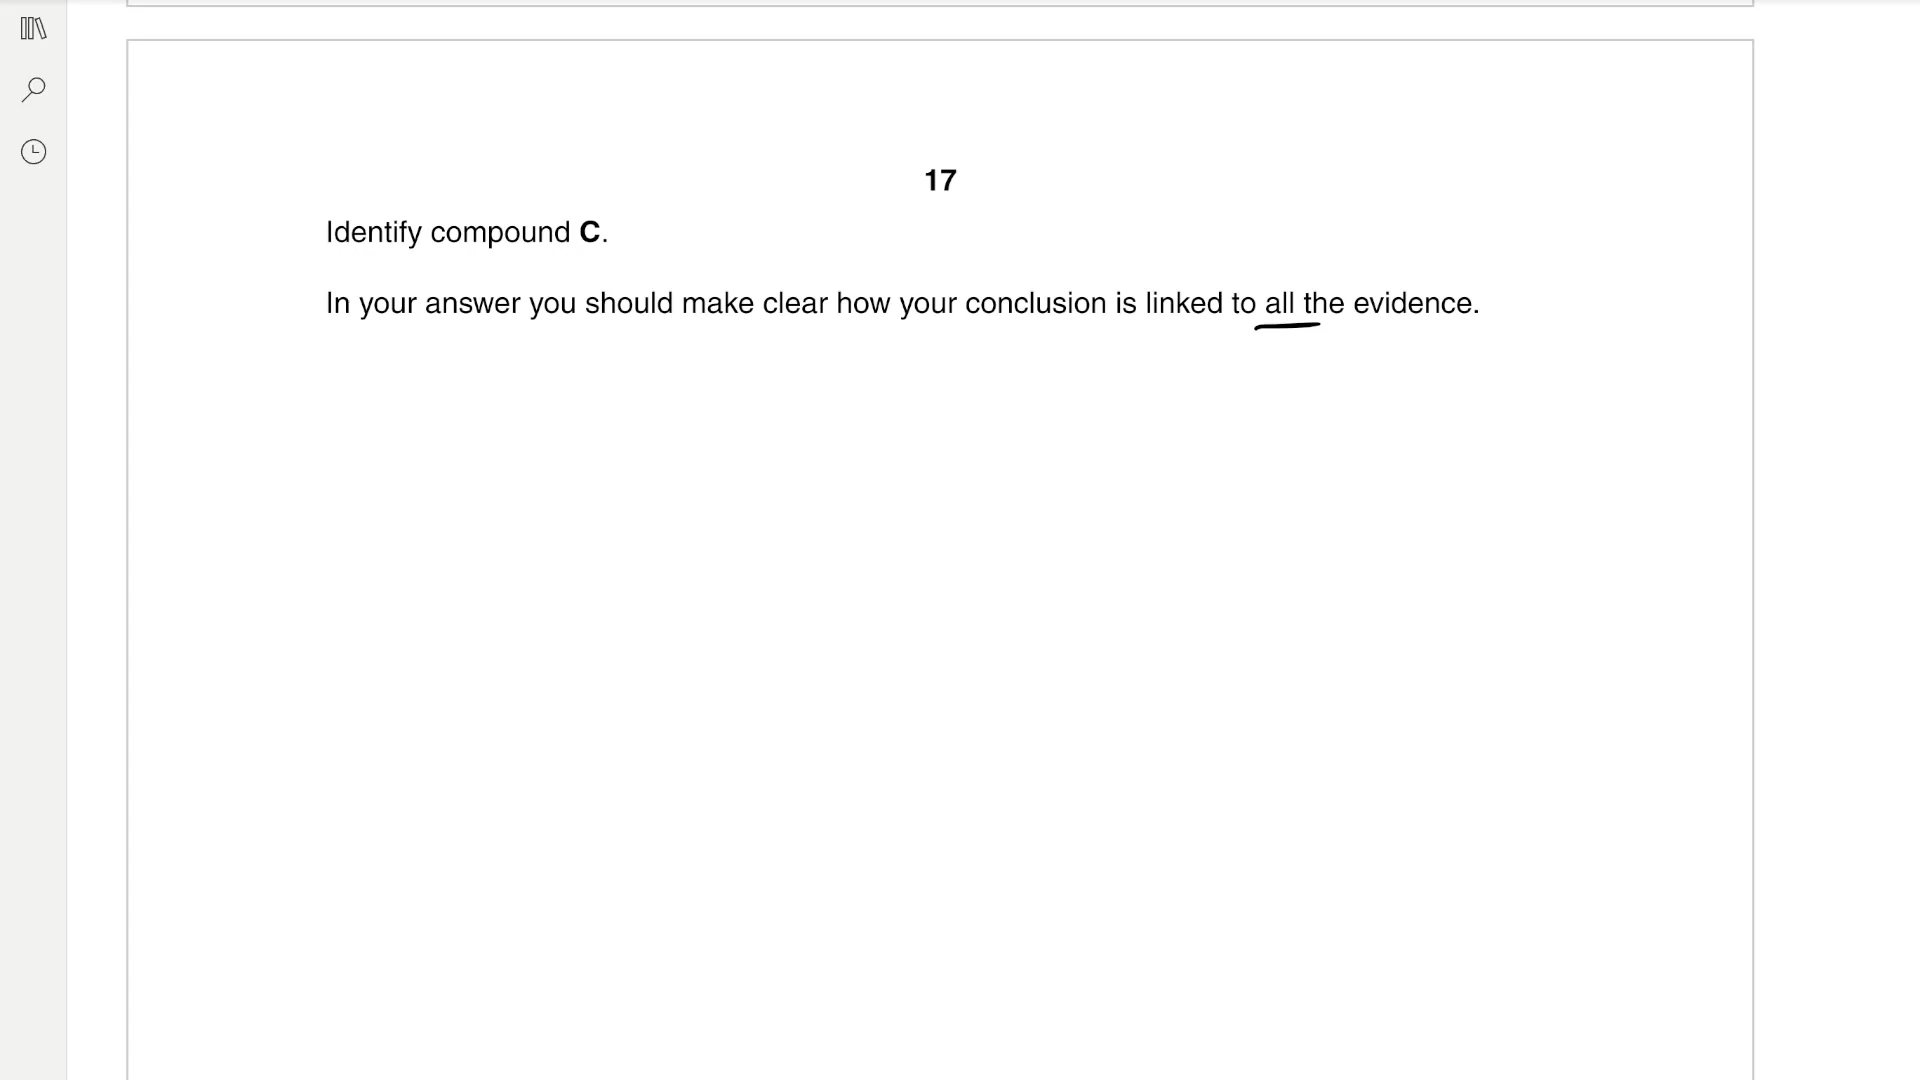 17
Identify compound C.
In your answer you should make clear how your conclusion is linked to all the evidence.